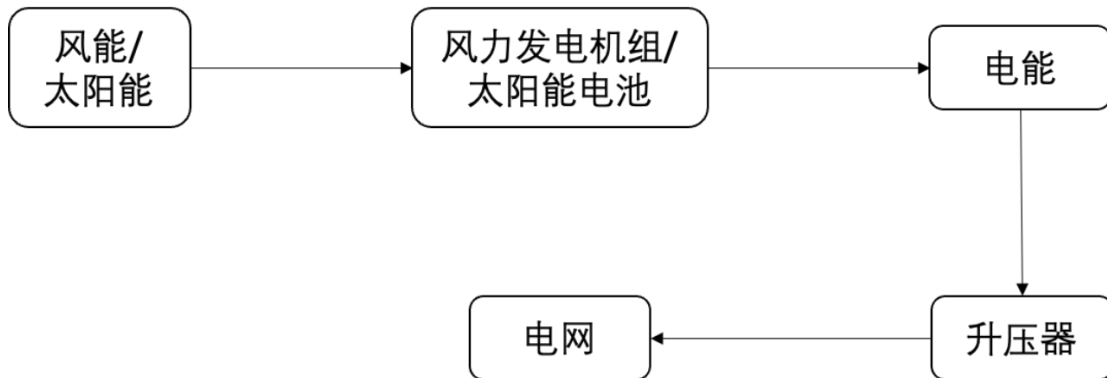 风能/
太阳能
风力发电机组/
太阳能电池
电能
升压器
电网